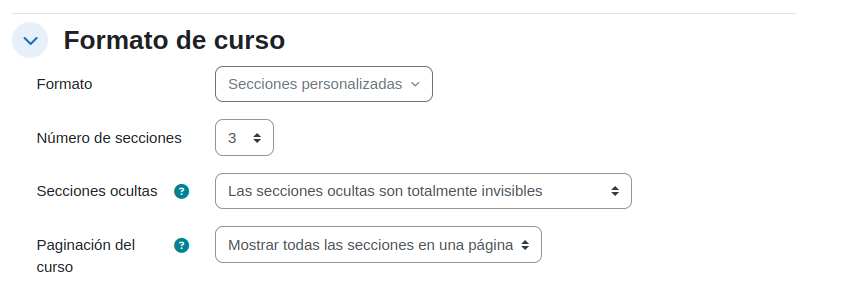 Formato de curso
Formato
Secciones personalizadas
Número de secciones
3
Secciones ocultas
?
Las secciones ocultas son totalmente invisibles
Paginación del
curso
?
Mostrar todas las secciones en una página